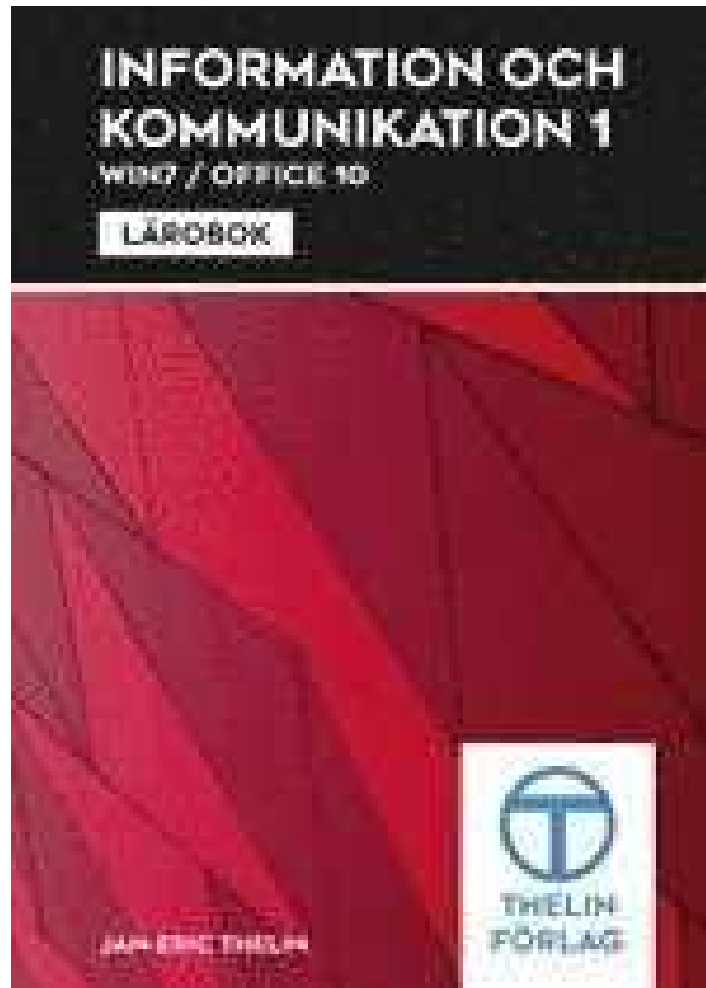 INFORMATION OCH
KOMMUNIKATION 1
WIN7 / OFFICE 10
LÄROBOK
JAN-ERIC THELIN
THELIN
FÖRLAG